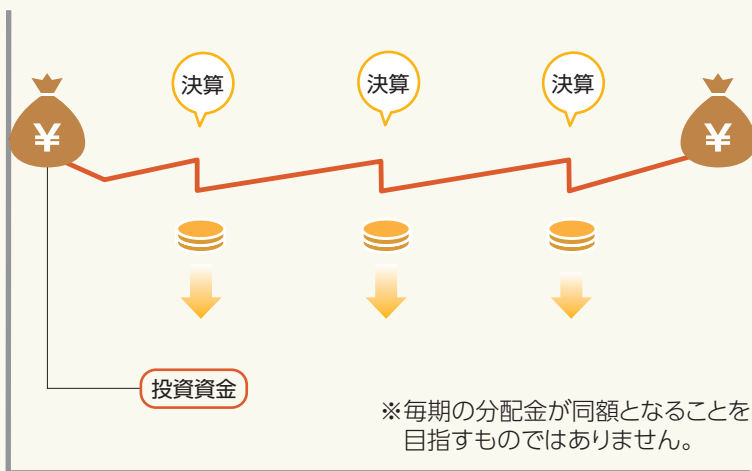 決算
決算
決算
¥
¥
投資資金
※毎期の分配金が同額となることを
目指すものではありません。